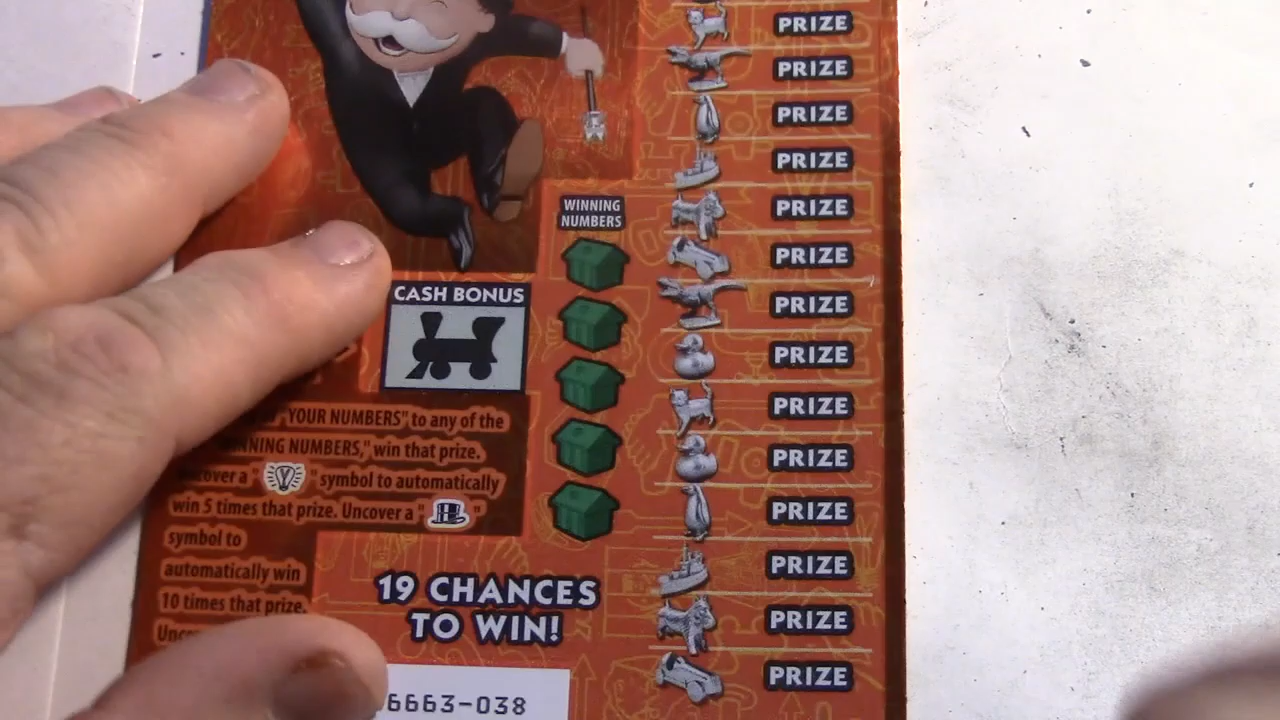 PRIZE
PRIZE
PRIZE
PRIZE
WINNING
NUMBERS
PRIZE
PRIZE
CASH BONUS
PRIZE
PRIZE
PRIZE
"YOUR NUMBERS" to any of the
NUMBERS," win that prize.
a " " symbol to automatically
win 5 times that prize. Uncover a " "
symbol to
automatically win
10 times that prize.
PRIZE
PRIZE
19 CHANCES
TO WIN!
PRIZE
PRIZE
PRIZE
6663-038